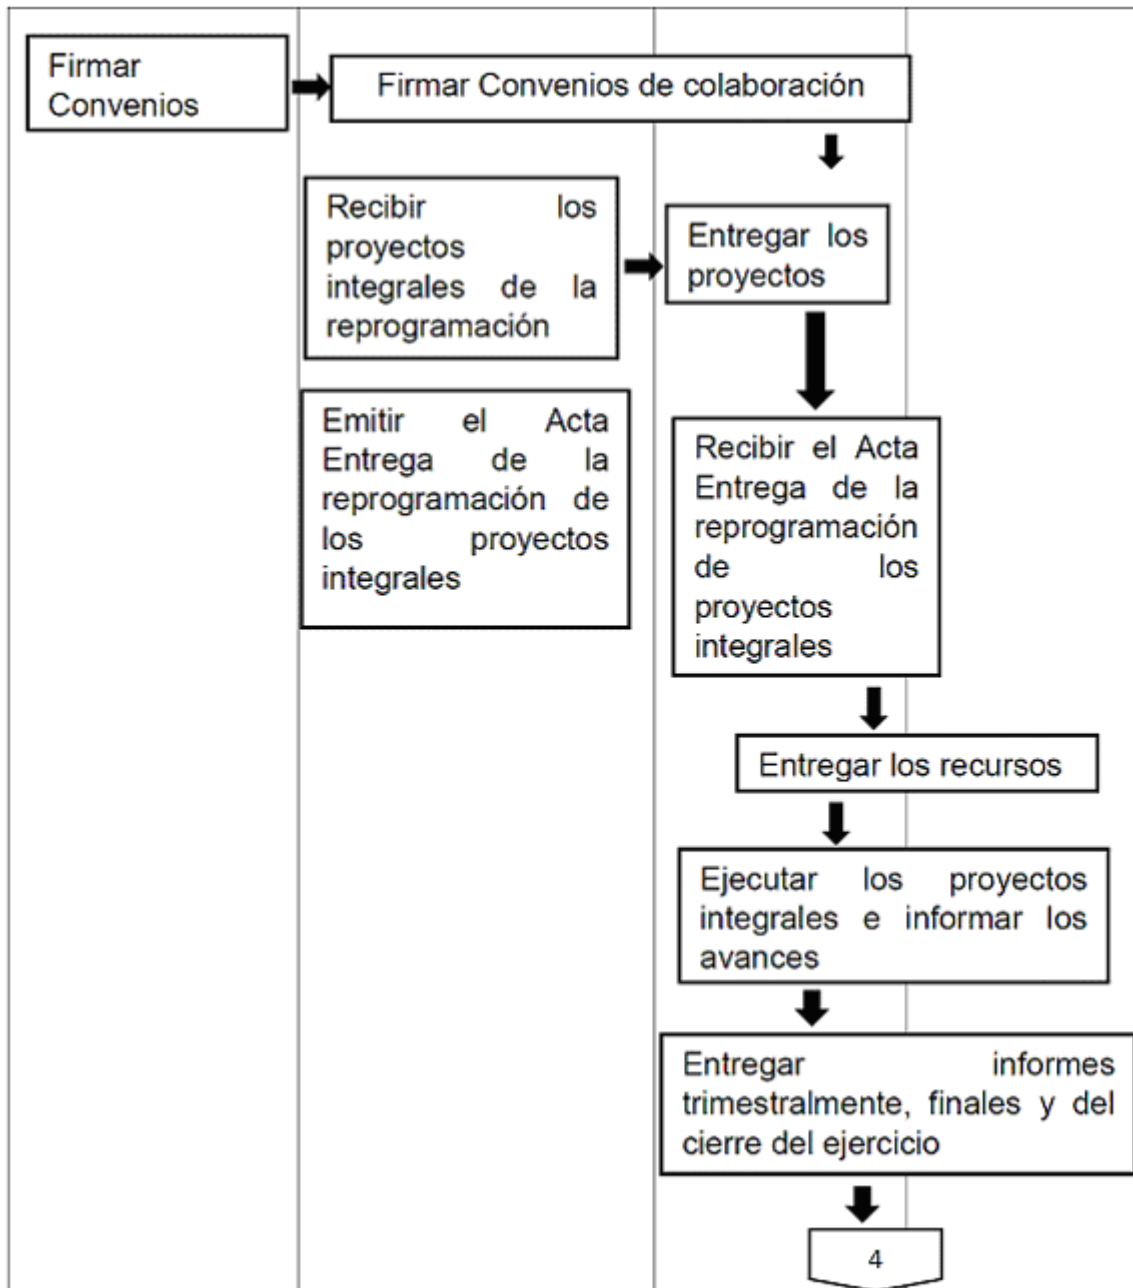 Firmar
Convenios
Firmar Convenios de colaboración
Recibir los
proyectos
integrales de la
reprogramación
Entregar los
proyectos
Emitir el Acta
Entrega de la
reprogramación de
los proyectos
integrales
Recibir el Acta
Entrega de la
reprogramación
de los
proyectos
integrales
Entregar los recursos
Ejecutar los proyectos
integrales e informar los
avances
Entregar informes
trimestralmente, finales y del
cierre del ejercicio
4